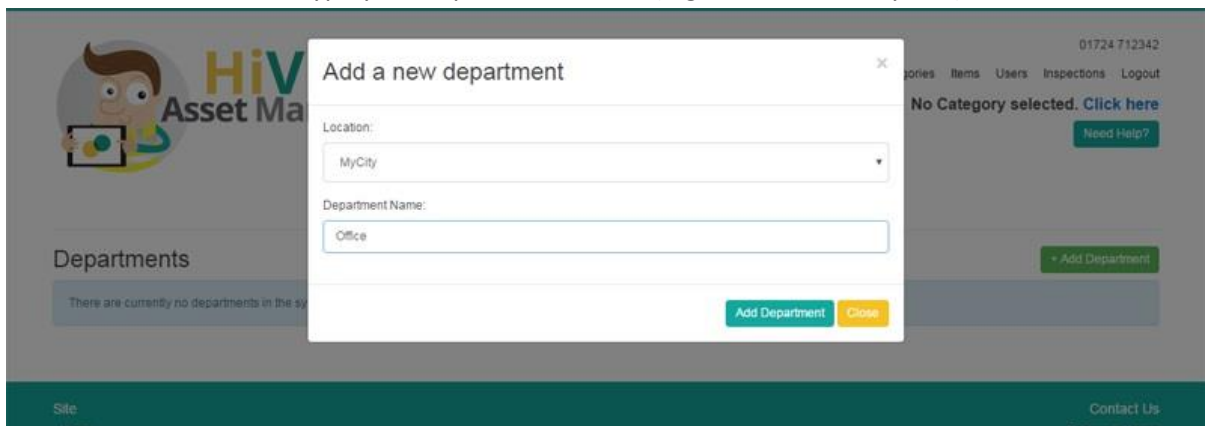 HiV
Asset Ma
Add a new department
×
Location:
MyCity
Department Name:
Office
Add Department
Close
01724 712342
Items Users Inspections Logout
No Category selected. Click here
Need Help?
Departments
+ Add Department
There are currently no departments in the
Site
Contact Us